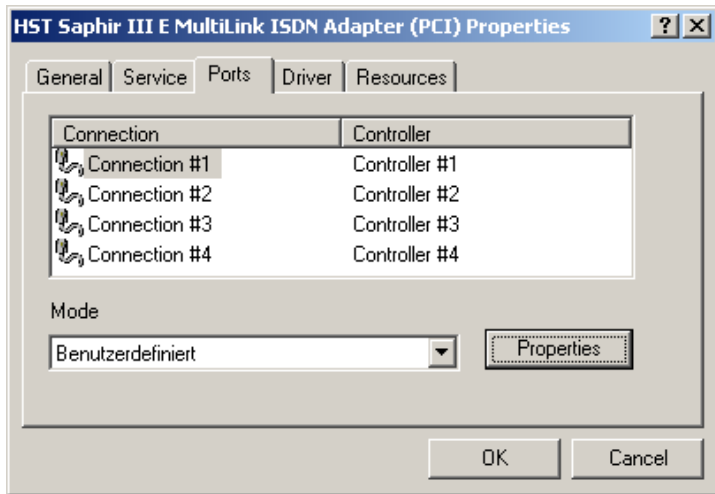 HST Saphir III E MultiLink ISDN Adapter (PCI) Properties
General Service Ports Driver Resources
Connection Controller
Connection #1 Controller #1
Connection #2 Controller #2
Connection #3 Controller #3
Connection #4 Controller #4
Mode
Benutzerdefiniert Properties
OK Cancel